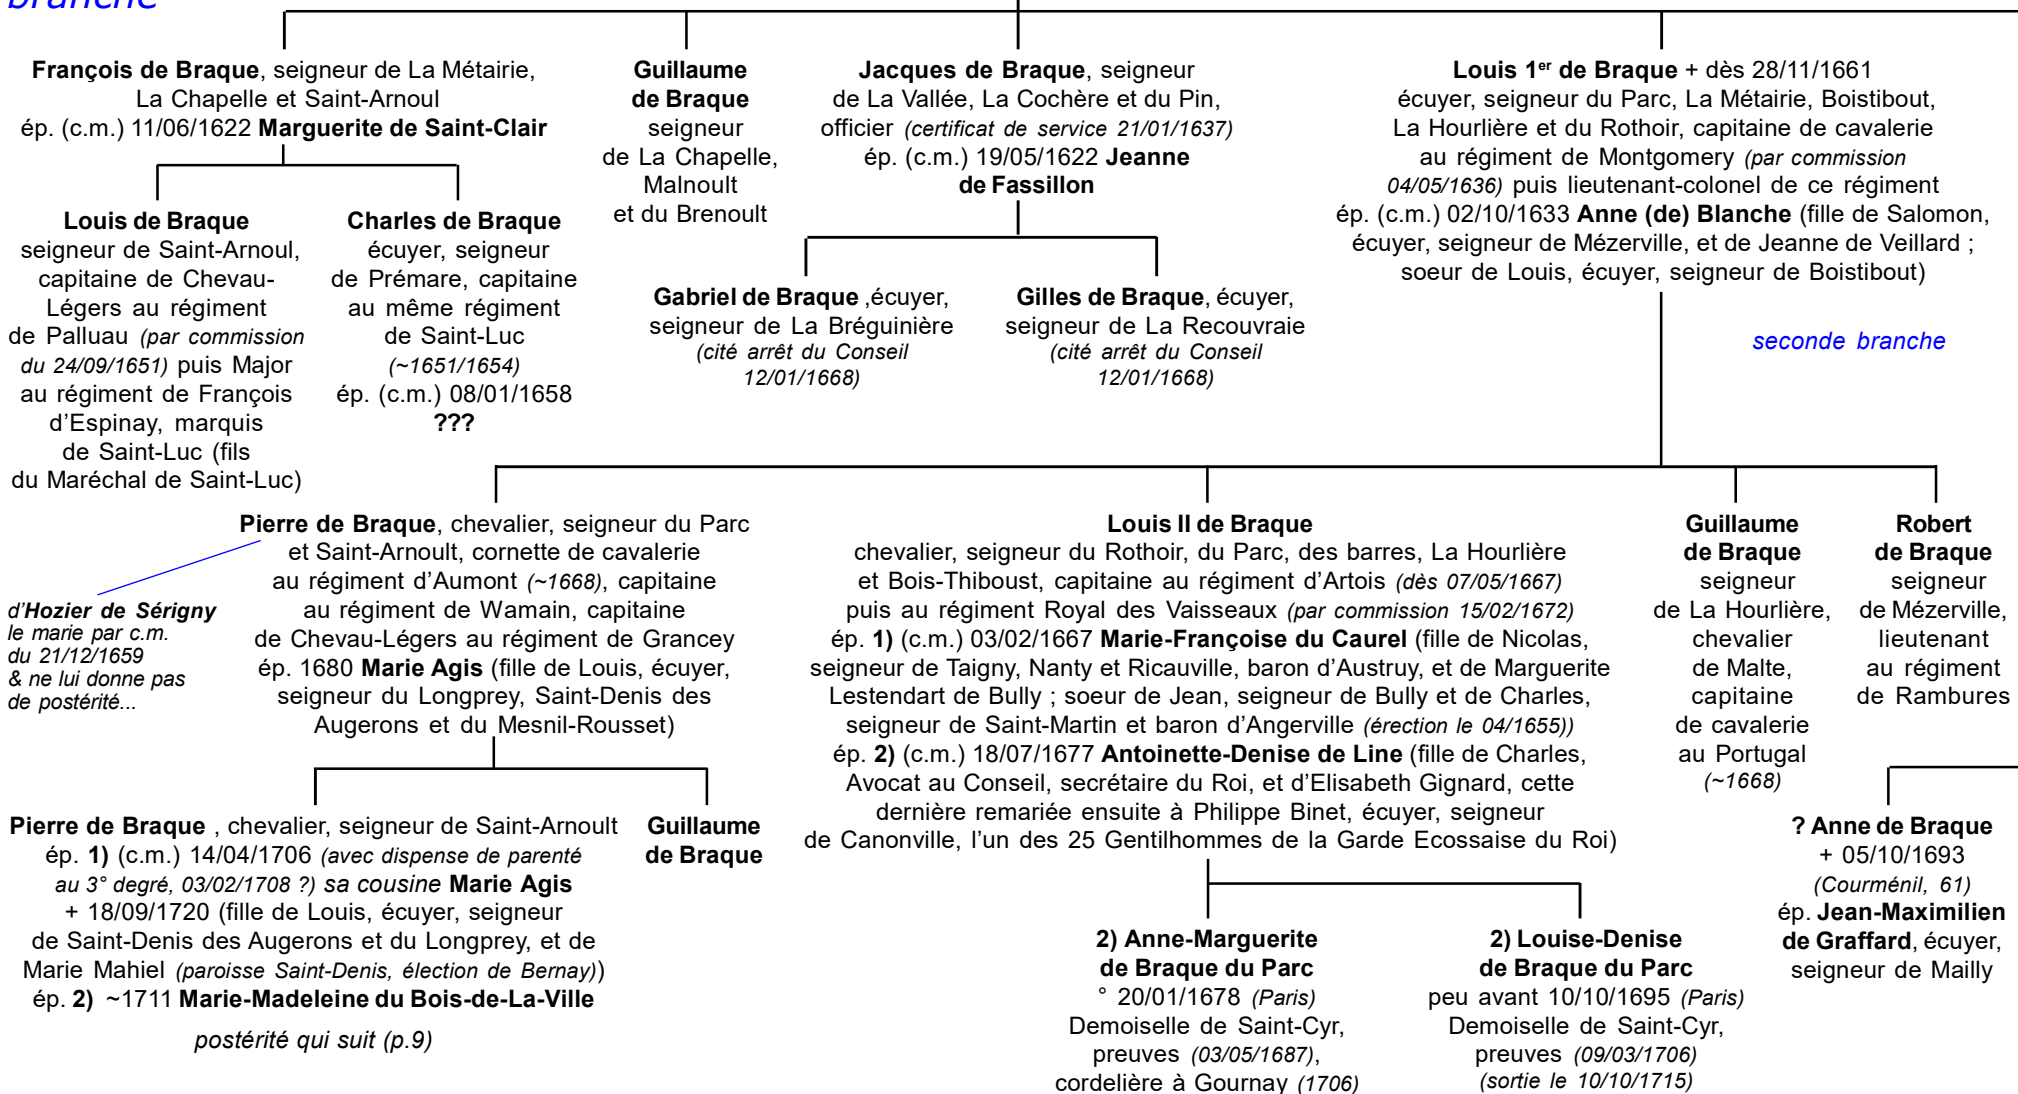 branche
François de Braque, seigneur de La Métairie,
La Chapelle et Saint-Arnoul
ép. (c.m.) 11/06/1622 Marguerite de Saint-Clair
Guillaume
de Braque
seigneur
de La Chapelle,
Malnoult
et du Brenoult
Jacques de Braque, seigneur
de La Vallée, La Cochère et du Pin,
officier (certificat de service 21/01/1637)
ép. (c.m.) 19/05/1622 Jeanne
de Fassillon
Louis 1er de Braque + dès 28/11/1661
écuyer, seigneur du Parc, La Métairie, Boistibout,
La Hourlière et du Rothoir, capitaine de cavalerie
au régiment de Montgomery (par commission
04/05/1636) puis lieutenant-colonel de ce régiment
ép. (c.m.) 02/10/1633 Anne (de) Blanche (fille de Salomon,
écuyer, seigneur de Mézerville, et de Jeanne de Veillard ;
soeur de Louis, écuyer, seigneur de Boistibout)
Louis de Braque
seigneur de Saint-Arnoul,
capitaine de Chevau-
Légers au régiment
de Palluau (par commission
du 24/09/1651) puis Major
au régiment de François
d'Espinay, marquis
de Saint-Luc (fils
du Maréchal de Saint-Luc)
Charles de Braque
écuyer, seigneur
de Prémare, capitaine
au même régiment
de Saint-Luc
(~1651/1654)
ép. (c.m.) 08/01/1658
???
Gabriel de Braque ,écuyer,
seigneur de La Bréguinière
(cité arrêt du Conseil
12/01/1668)
Gilles de Braque, écuyer,
seigneur de La Recouvraie
(cité arrêt du Conseil
12/01/1668)
seconde branche
Pierre de Braque, chevalier, seigneur du Parc
et Saint-Arnoult, cornette de cavalerie
au régiment d'Aumont (~1668), capitaine
au régiment de Wamain, capitaine
de Chevau-Légers au régiment de Grancey
ép. 1680 Marie Agis (fille de Louis, écuyer,
seigneur du Longprey, Saint-Denis des
Augerons et du Mesnil-Rousset)
d'Hozier de Sérigny
le marie par c.m.
du 21/12/1659
& ne lui donne pas
de postérité...
Louis II de Braque
chevalier, seigneur du Rothoir, du Parc, des barres, La Hourlière
et Bois-Thiboust, capitaine au régiment d'Artois (dès 07/05/1667)
puis au régiment Royal des Vaisseaux (par commission 15/02/1672)
ép. 1) (c.m.) 03/02/1667 Marie-Françoise du Caurel (fille de Nicolas,
seigneur de Taigny, Nanty et Ricauville, baron d'Austruy, et de Marguerite
Lestendart de Bully ; soeur de Jean, seigneur de Bully et de Charles,
seigneur de Saint-Martin et baron d'Angerville (érection le 04/1655))
ép. 2) (c.m.) 18/07/1677 Antoinette-Denise de Line (fille de Charles,
Avocat au Conseil, secrétaire du Roi, et d'Elisabeth Gignard, cette
dernière remariée ensuite à Philippe Binet, écuyer, seigneur
de Canonville, l'un des 25 Gentilhommes de la Garde Ecossaise du Roi)
Guillaume
de Braque
seigneur
de La Hourlière,
chevalier
de Malte,
capitaine
de cavalerie
au Portugal
(~1668)
Robert
de Braque
seigneur
de Mézerville,
lieutenant
au régiment
de Rambures
Pierre de Braque , chevalier, seigneur de Saint-Arnoult
ép. 1) (c.m.) 14/04/1706 (avec dispense de parenté
au 3° degré, 03/02/1708 ?) sa cousine Marie Agis
+ 18/09/1720 (fille de Louis, écuyer, seigneur
de Saint-Denis des Augerons et du Longprey, et de
Marie Mahiel (paroisse Saint-Denis, élection de Bernay))
ép. 2) ~1711 Marie-Madeleine du Bois-de-La-Ville
postérité qui suit (p.9)
Guillaume
de Braque
2) Anne-Marguerite
de Braque du Parc
° 20/01/1678 (Paris)
Demoiselle de Saint-Cyr,
preuves (03/05/1687),
cordelière à Gournay (1706)
2) Louise-Denise
de Braque du Parc
peu avant 10/10/1695 (Paris)
Demoiselle de Saint-Cyr,
preuves (09/03/1706)
(sortie le 10/10/1715)
? Anne de Braque
+ 05/10/1693
(Courménil, 61)
ép. Jean-Maximilien
de Graffard, écuyer,
seigneur de Mailly